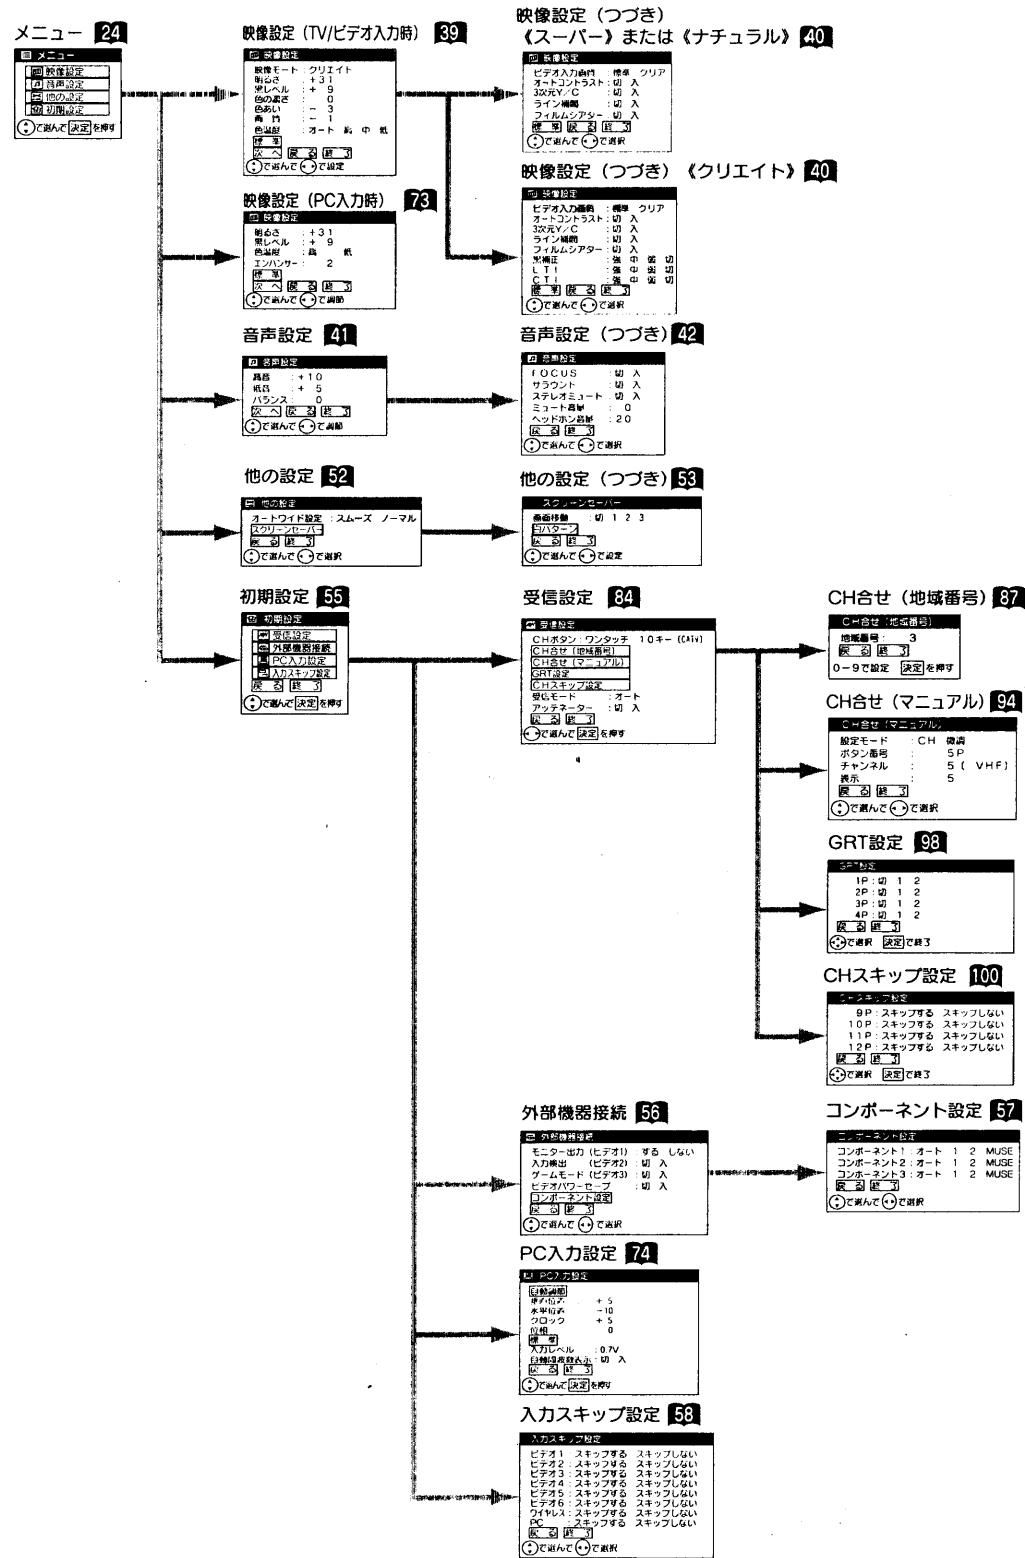 メニュー 24
メニュー
映像設定
音声設定
他の設定
初期設定
で選んで 決定 を押す
映像設定（TV/ビデオ入力時） 39
映像設定
映像モード：クリエイト
明るさ ：+31
黒レベル：+ 9
色の濃さ： 0
色あい ：- 3
画質 ：- 1
色温度 ：オート 高 中 低
標 準
次 へ 戻 る 終 了
で選んで で設定
映像設定（つづき）
《スーパー》または《ナチュラル》 40
映像設定
ビデオ入力画質 ：標準 クリア
オートコントラスト：切 入
3次元Y/C ：切 入
ライン補間 ：切 入
フィルムシアター：切 入
標 準 戻 る 終 了
で選んで で選択
映像設定（つづき）《クリエイト》 40
映像設定
ビデオ入力画質 ：標準 クリア
オートコントラスト：切 入
3次元Y/C ：切 入
ライン補間 ：切 入
フィルムシアター：切 入
黒補正 ：強 中 弱 切
LTI ：強 中 弱 切
CTI ：強 中 弱 切
標 準 戻 る 終 了
で選んで で選択
映像設定（PC入力時） 73
映像設定
明るさ ：+31
黒レベル：+ 9
色温度 ：高 低
エンハンサー： 2
標 準
次 へ 戻 る 終 了
で選んで で調節
音声設定 41
音声設定
高音 ：+10
低音 ：+ 5
バランス： 0
次 へ 戻 る 終 了
で選んで で調節
音声設定（つづき） 42
音声設定
FOCUS ：切 入
サラウンド ：切 入
ステレオミュート：切 入
ミュート音量 ： 0
ヘッドホン音量 ：20
戻 る 終 了
で選んで で選択
他の設定 52
他の設定
オートワイド設定 ：スムーズ ノーマル
スクリーンセーバー
戻 る 終 了
で選んで で選択
他の設定（つづき） 53
スクリーンセーバー
画面移動 ：切 1 2 3
白パターン
戻 る 終 了
で選んで で設定
初期設定 55
初期設定
受信設定
外部機器接続
PC入力設定
入力スキップ設定
戻 る 終 了
で選んで 決定 を押す
受信設定 84
受信設定
CHボタン：ワンタッチ 10キー (CATV)
CH合せ（地域番号）
CH合せ（マニュアル）
GRT設定
CHスキップ設定
受信モード ：オート
アッテネーター ：切 入
戻 る 終 了
で選んで 決定 を押す
CH合せ（地域番号） 87
CH合せ（地域番号）
地域番号： 3
戻 る 終 了
0－9で設定 決定 を押す
CH合せ（マニュアル） 94
CH合せ（マニュアル）
設定モード ：CH 微調
ボタン番号 ： 5P
チャンネル ： 5( VHF)
表示 ： 5
戻 る 終 了
で選んで で選択
GRT設定 98
GRT設定
1P：切 1 2
2P：切 1 2
3P：切 1 2
4P：切 1 2
戻 る 終 了
で選択 決定 で終了
CHスキップ設定 100
CHスキップ設定
9P：スキップする スキップしない
10P：スキップする スキップしない
11P：スキップする スキップしない
12P：スキップする スキップしない
戻 る 終 了
で選択 決定 で終了
外部機器接続 56
外部機器接続
モニター出力（ビデオ1）：する しない
入力検出 （ビデオ2）：切 入
ゲームモード（ビデオ3）：切 入
ビデオパワーセーブ ：切 入
コンポーネント設定
戻 る 終 了
で選んで で選択
コンポーネント設定 57
コンポーネント設定
コンポーネント1：オート 1 2 MUSE
コンポーネント2：オート 1 2 MUSE
コンポーネント3：オート 1 2 MUSE
戻 る 終 了
で選んで で選択
PC入力設定 74
PC入力設定
自動調節
垂直位置 +5
水平位置 -10
クロック +5
位相 0
標 準
入力レベル ：0.7V
自動周波数表示：切 入
戻 る 終 了
で選んで 決定 を押す
入力スキップ設定 58
入力スキップ設定
ビデオ1：スキップする スキップしない
ビデオ2：スキップする スキップしない
ビデオ3：スキップする スキップしない
ビデオ4：スキップする スキップしない
ビデオ5：スキップする スキップしない
ビデオ6：スキップする スキップしない
ワイヤレス：スキップする スキップしない
PC ：スキップする スキップしない
戻 る 終 了
で選んで で選択